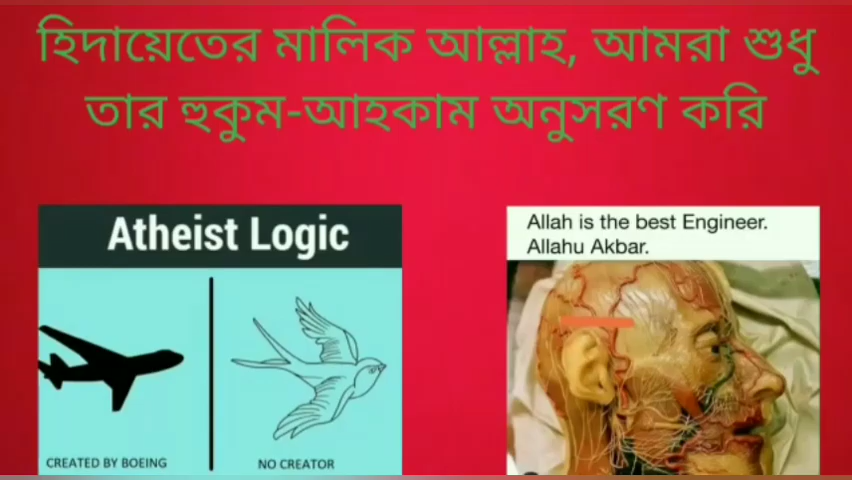 হিদায়েতের মালিক আল্লাহ, আমরা শুধু
তার হুকুম-আহকাম অনুসরণ করি
Atheist Logic
CREATED BY BOEING
NO CREATOR
Allah is the best Engineer.
Allahu Akbar.